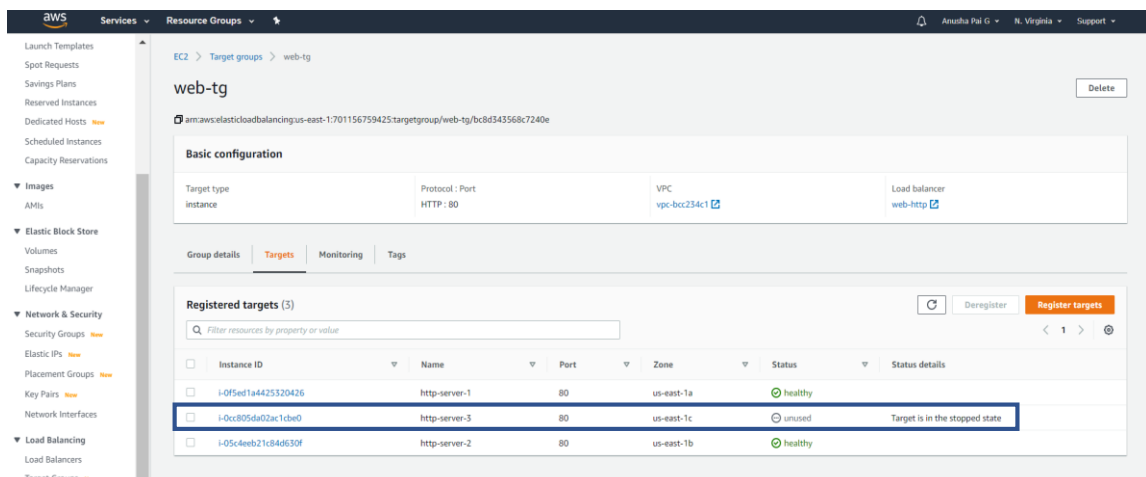 aws Services Resource Groups Anusha Pai G N. Virginia Support
Launch Templates
Spot Requests
Savings Plans
Reserved Instances
Dedicated Hosts New
Scheduled Instances
Capacity Reservations
Images
AMIs
Elastic Block Store
Volumes
Snapshots
Lifecycle Manager
Network & Security
Security Groups New
Elastic IPs New
Placement Groups New
Key Pairs New
Network Interfaces
Load Balancing
Load Balancers
Target Groups
EC2 > Target groups > web-tg
web-tg Delete
arn:aws:elasticloadbalancing:us-east-1:701156759425:targetgroup/web-tg/bc8d343568c7240e
Basic configuration
Target type Protocol : Port VPC Load balancer
instance HTTP : 80 vpc-bcc234c1 web-http
Group details Targets Monitoring Tags
Registered targets (3) Deregister Register targets
Filter resources by property or value < 1 >
Instance ID Name Port Zone Status Status details
i-0f5ed1a4425320426 http-server-1 80 us-east-1a healthy
i-0cc805da02ac1cbe0 http-server-3 80 us-east-1c unused Target is in the stopped state
i-05c4eeb21c84d630f http-server-2 80 us-east-1b healthy